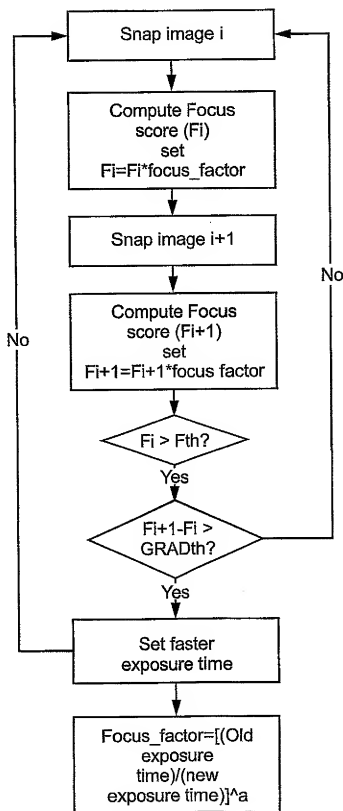 Snap image i
Compute Focus
score (Fi)
set
Fi=Fi*focus_factor
Snap image i+1
No
No
Compute Focus
score (Fi+1)
set
Fi+1=Fi+1*focus factor
Fi > Fth?
Yes
Fi+1-Fi >
GRADth?
Yes
Set faster
exposure time
Focus_factor=[(Old
exposure
time)/(new
exposure time)]^a